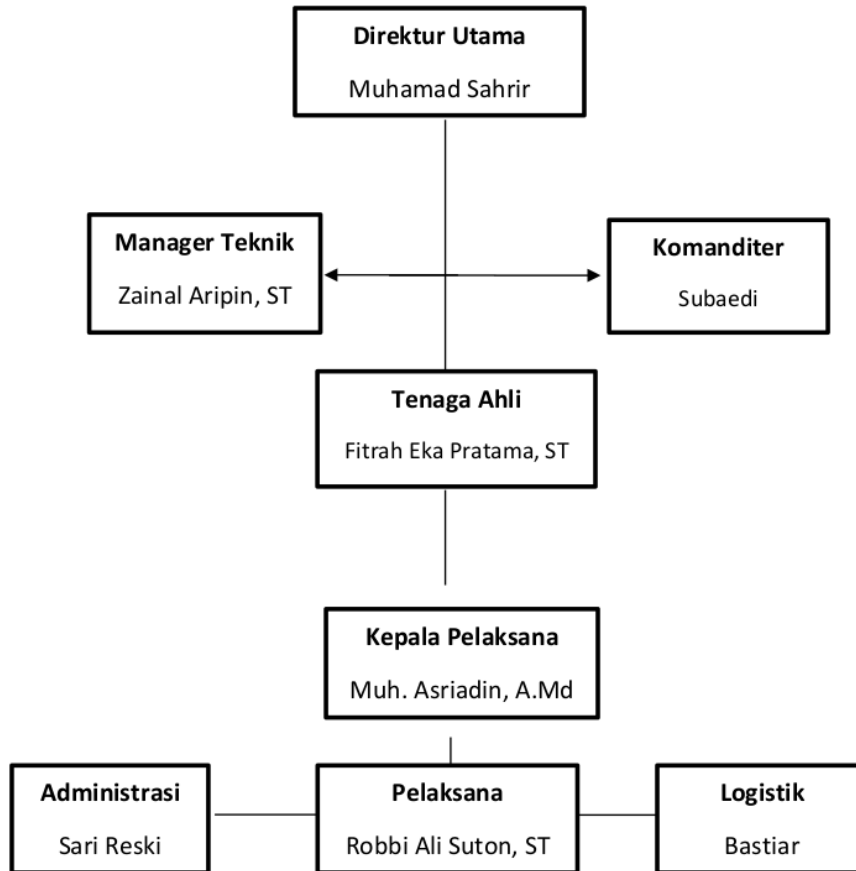 Direktur Utama
Muhamad Sahrir
Manager Teknik
Zainal Aripin, ST
Komanditer
Subaedi
Tenaga Ahli
Fitrah Eka Pratama, ST
Kepala Pelaksana
Muh. Asriadin, A.Md
Administrasi
Sari Reski
Pelaksana
Robbi Ali Suton, ST
Logistik
Bastiar